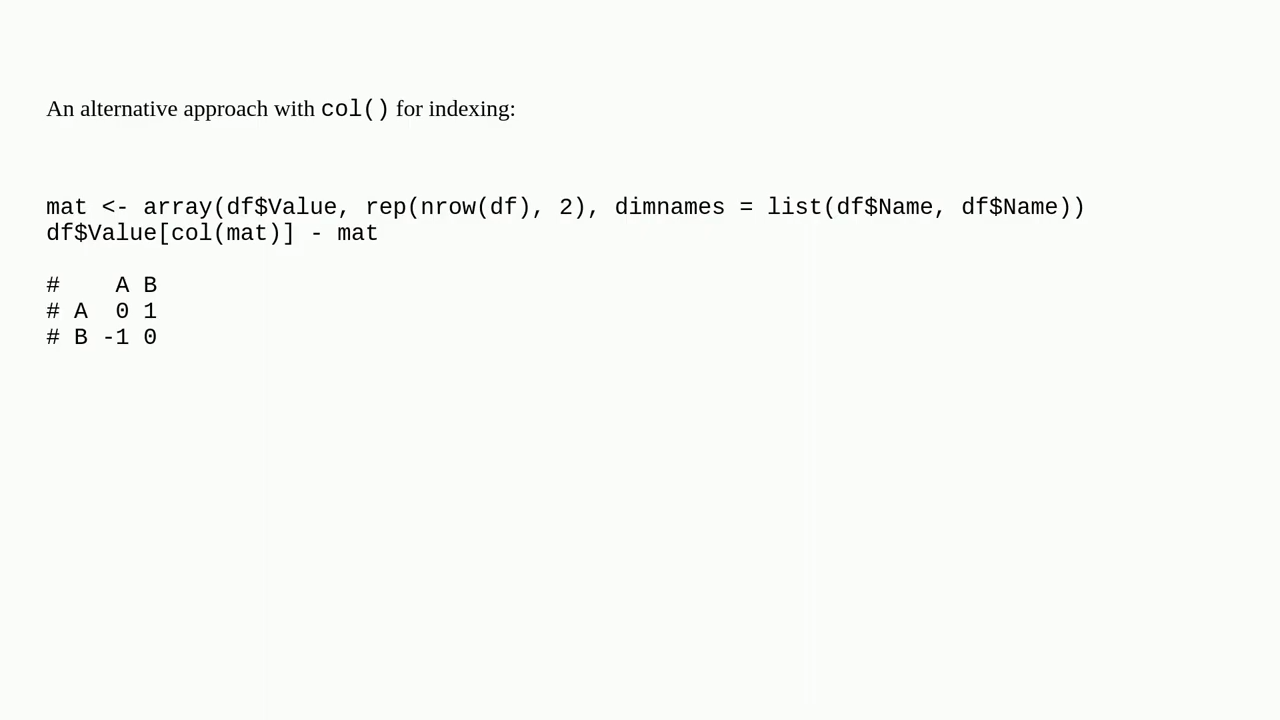 An alternative approach with col() for indexing:
mat <- array(df$Value, rep(nrow(df), 2), dimnames = list(df$Name, df$Name))
df$Value[col(mat)] - mat
#    A B
# A  0 1
# B -1 0